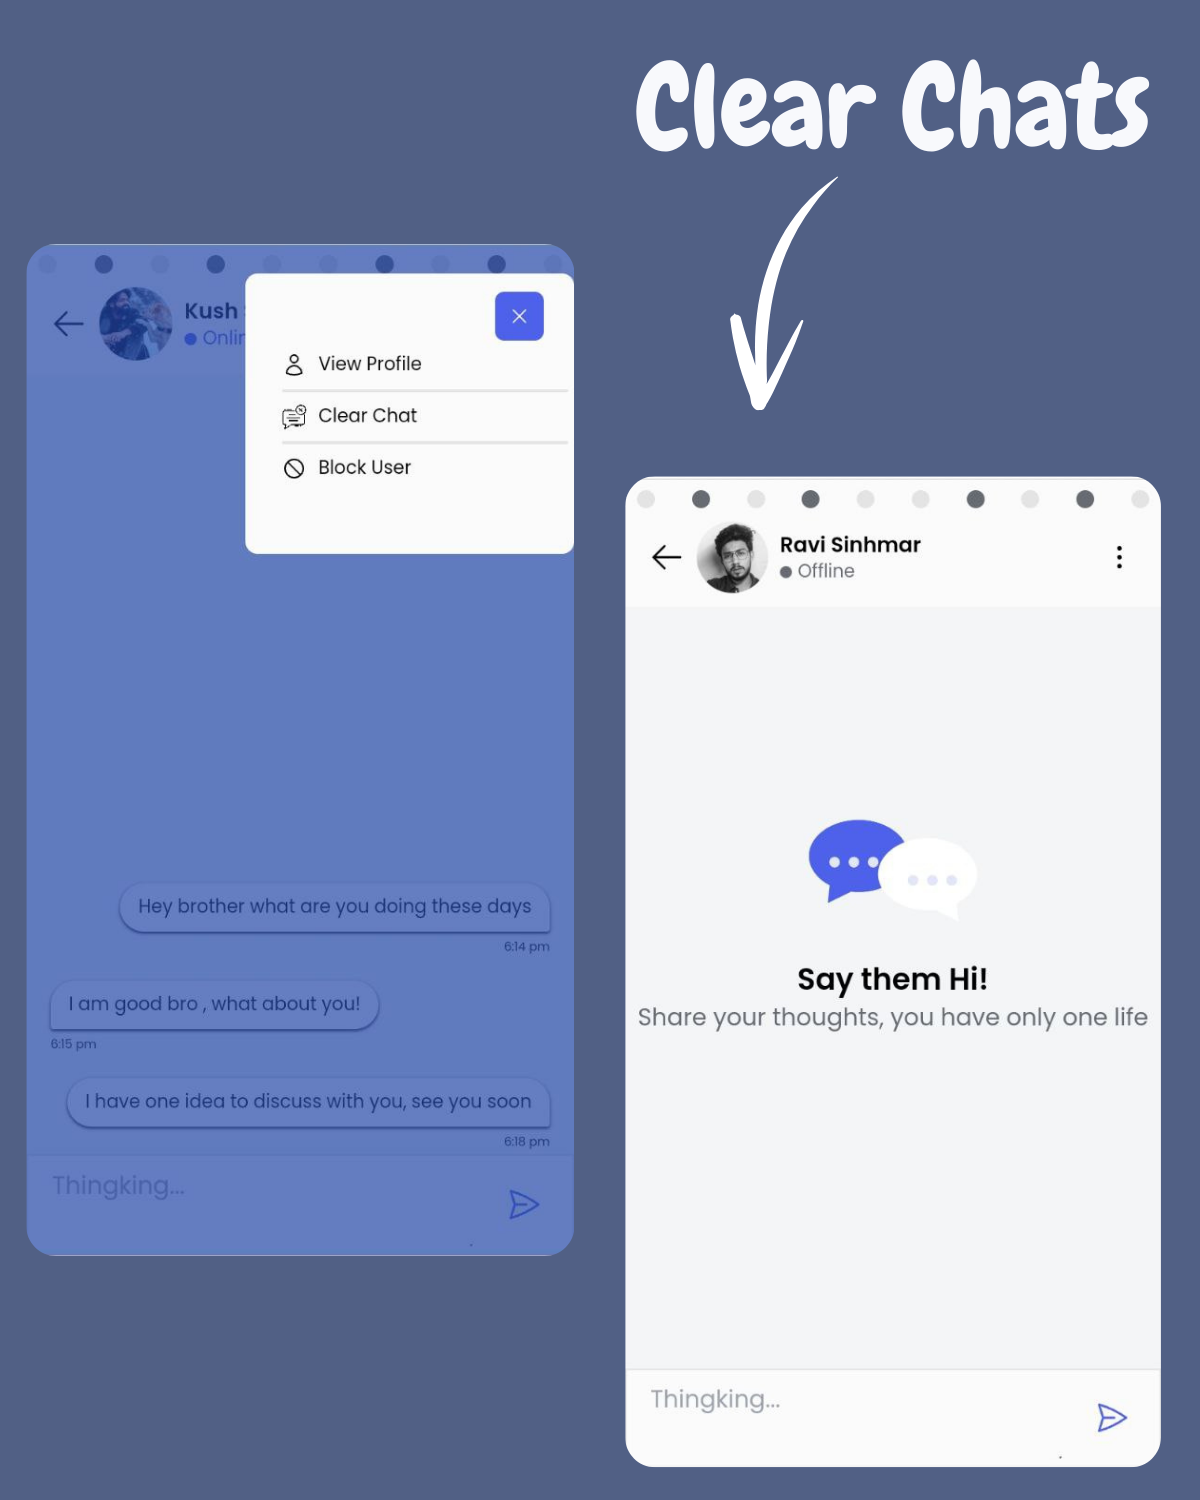 Clear Chats
Kush
Onlin
View Profile
Clear Chat
Block User
Hey brother what are you doing these days
6:14 pm
I am good bro , what about you!
6:15 pm
I have one idea to discuss with you, see you soon
6:18 pm
Thingking...
Ravi Sinhmar
Offline
Say them Hi!
Share your thoughts, you have only one life
Thingking...